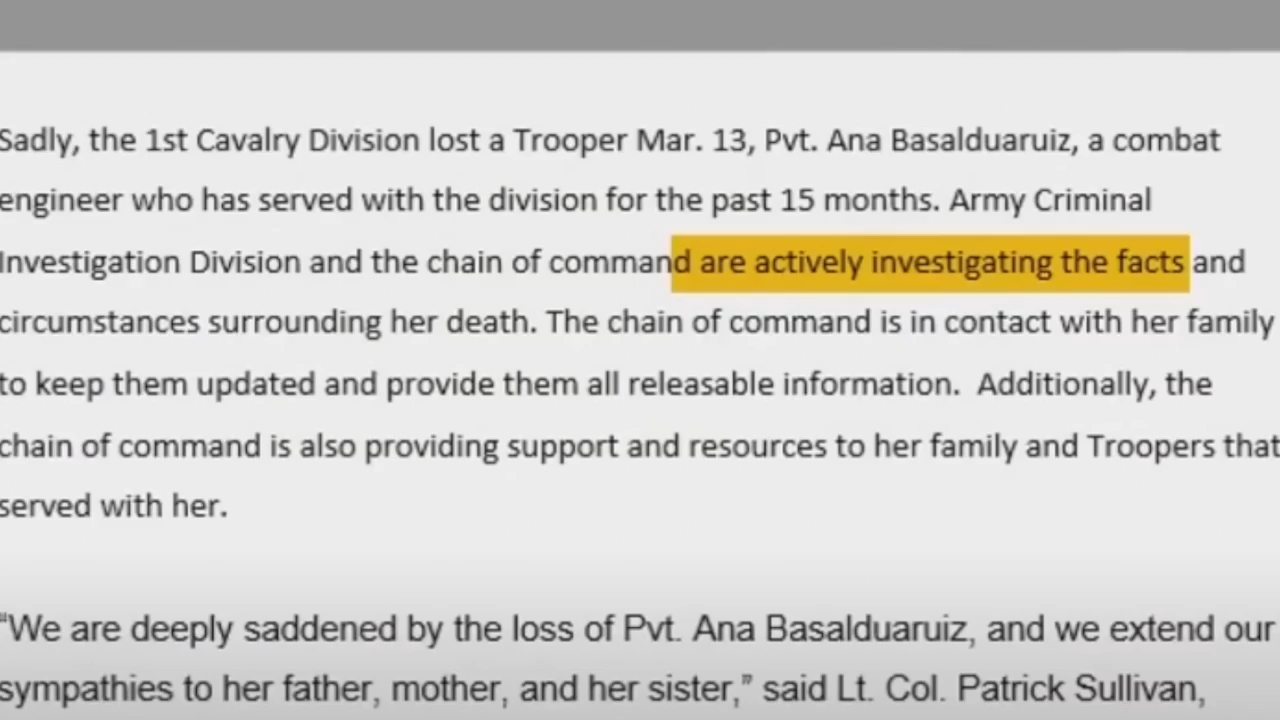 Sadly, the 1st Cavalry Division lost a Trooper Mar. 13, Pvt. Ana Basalduaruiz, a combat
engineer who has served with the division for the past 15 months. Army Criminal
Investigation Division and the chain of command are actively investigating the facts and
circumstances surrounding her death. The chain of command is in contact with her family
to keep them updated and provide them all releasable information.  Additionally, the
chain of command is also providing support and resources to her family and Troopers that
served with her.
“We are deeply saddened by the loss of Pvt. Ana Basalduaruiz, and we extend our
sympathies to her father, mother, and her sister,” said Lt. Col. Patrick Sullivan,